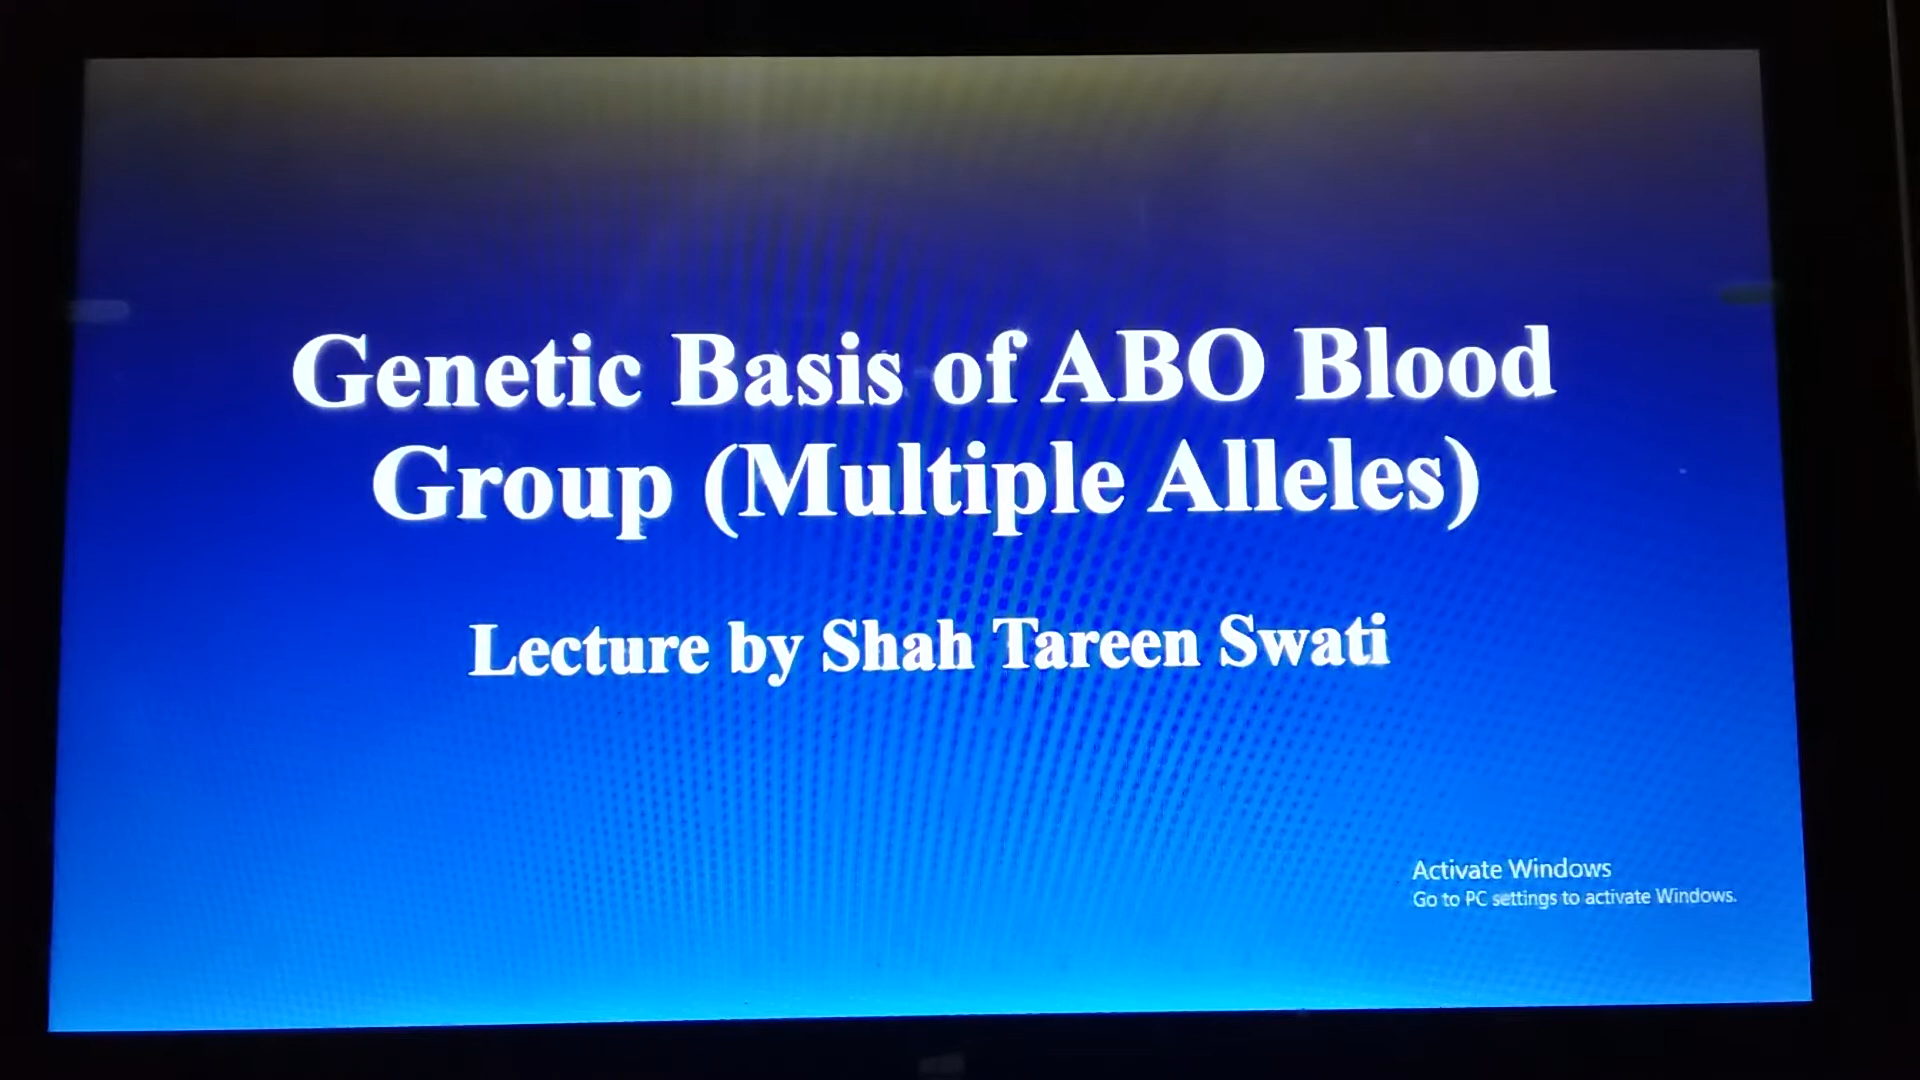 Genetic Basis of ABO Blood
Group (Multiple Alleles)
Lecture by Shah Tareen Swati
Activate Windows
Go to PC settings to activate Windows.